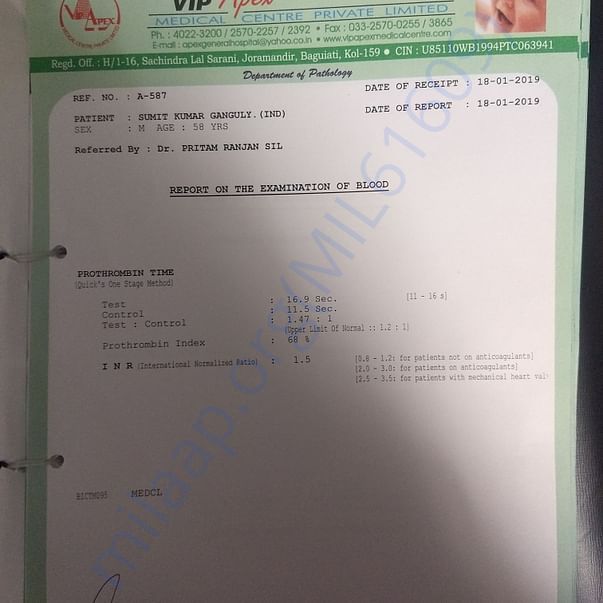 VIP Apex
MEDICAL CENTRE PRIVATE LIMITED
Ph. : 4022-3200 / 2570-2257 / 2392 • Fax : 033-2570-0255 / 3865
E-mail : apexgeneralhospital@yahoo.co.in • www.vipapexmedicalcentre.com
Regd. Off. : H/1-16, Sachindra Lal Sarani, Joramandir, Baguiati, Kol-159 ● CIN : U85110WB1994PTC063941
Department of Pathology
REF. NO. : A-587
DATE OF RECEIPT : 18-01-2019
PATIENT : SUMIT KUMAR GANGULY.(IND)
DATE OF REPORT : 18-01-2019
SEX : M AGE : 58 YRS
Referred By : Dr. PRITAM RANJAN SIL
REPORT ON THE EXAMINATION OF BLOOD
PROTHROMBIN TIME
(Quick's One Stage Method)
Test : 16.9 Sec. [11 - 16 s]
Control : 11.5 Sec.
Test : Control : 1.47 : 1
(Upper Limit Of Normal :: 1.2 : 1)
Prothrombin Index : 68 %
I N R (International Normalized Ratio) : 1.5 [0.8 - 1.2: for patients not on anticoagulants]
[2.0 - 3.0: for patients on anticoagulants]
[2.5 - 3.5: for patients with mechanical heart val
BICTM095 MEDCL